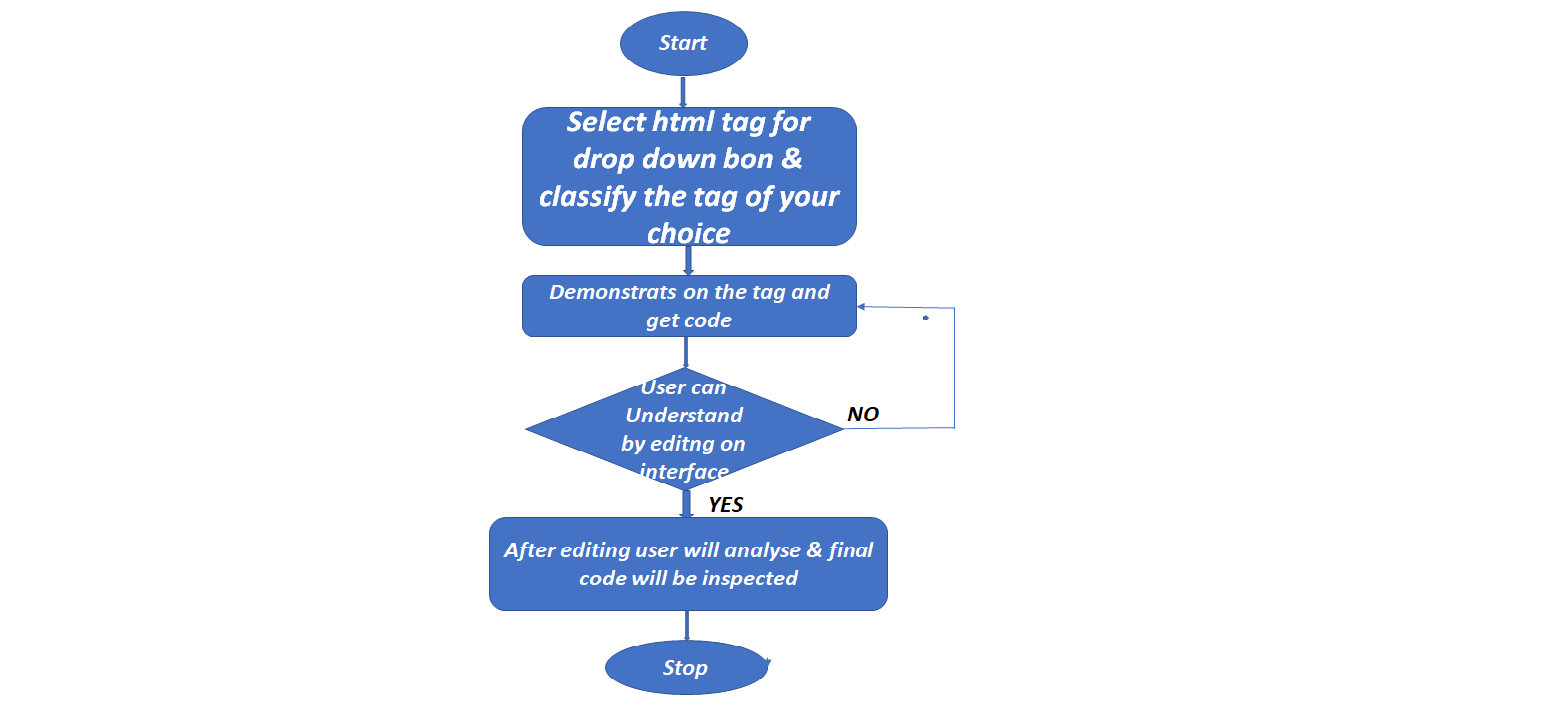 Start
Select html tag for
drop down bon &
classify the tag of your
choice
Demonstrats on the tag and
get code
User can
Understand
by editng on
interface
NO
YES
After editing user will analyse & final
code will be inspected
Stop